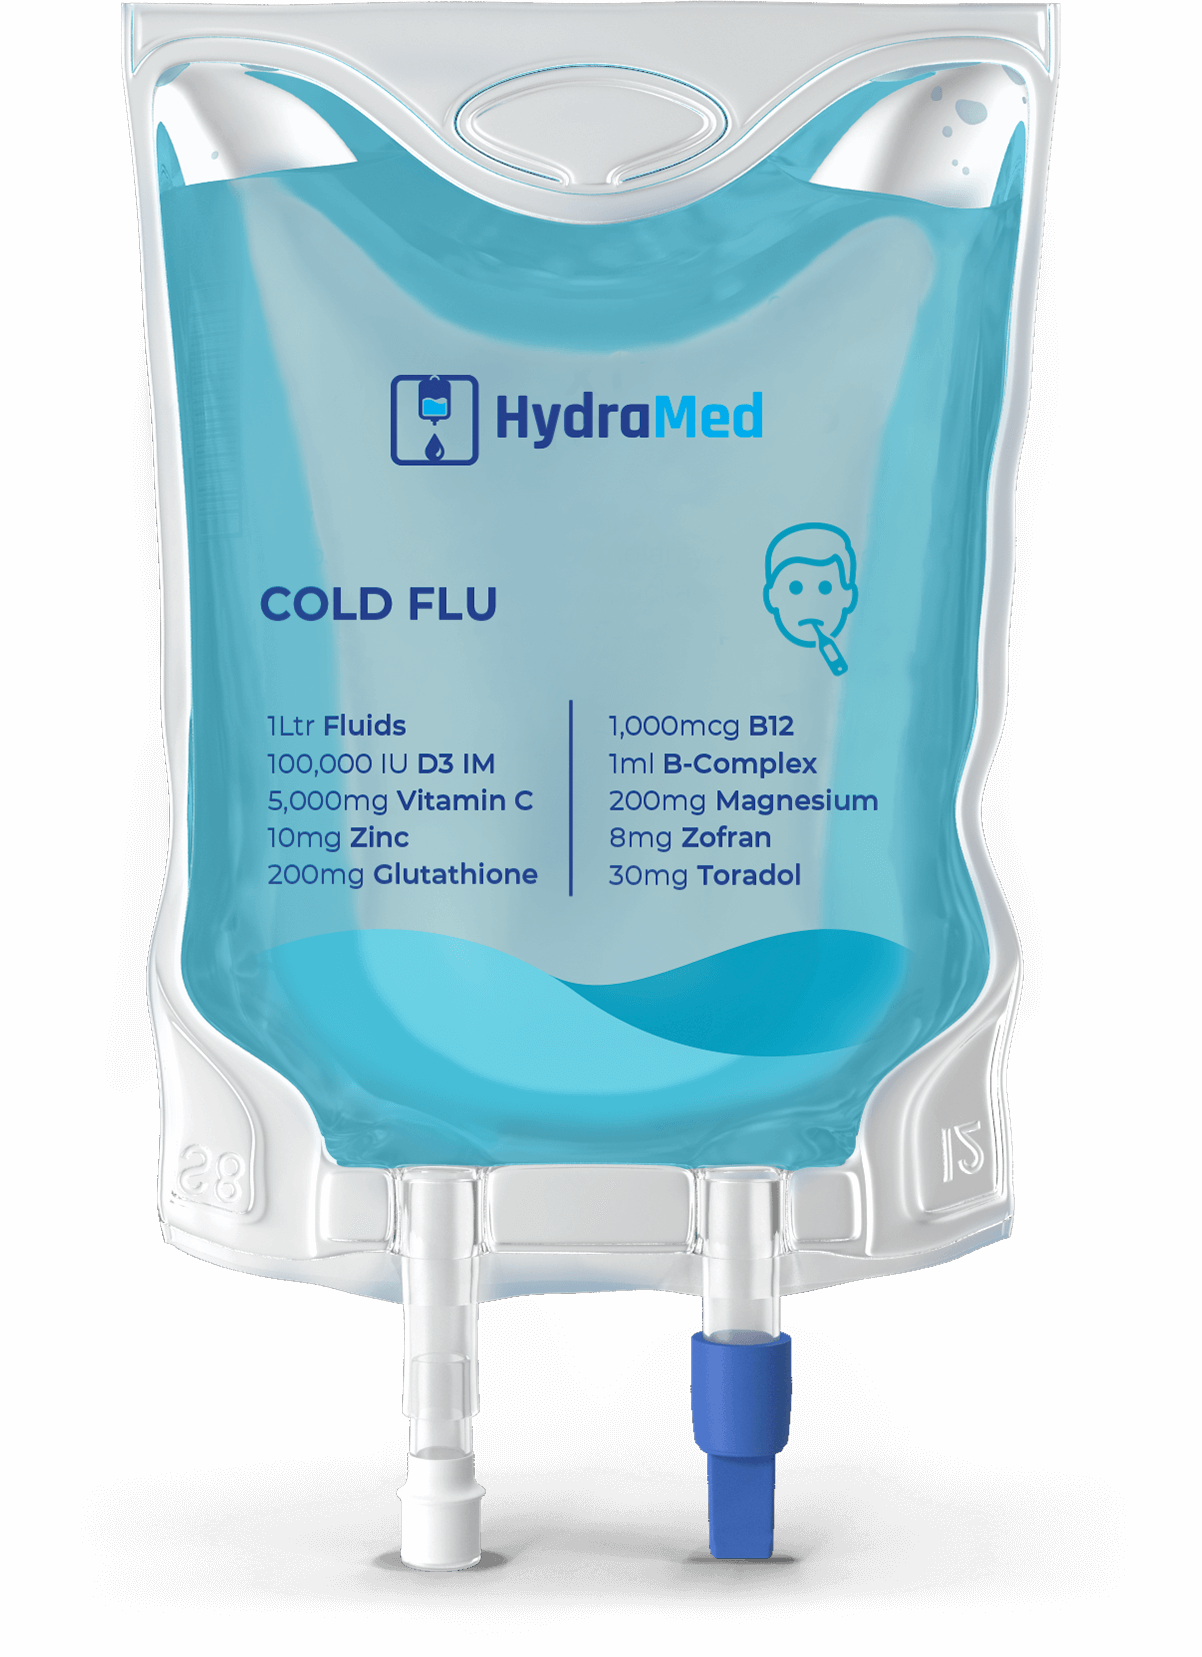 HydraMed
COLD FLU
1Ltr Fluids
100,000 IU D3 IM
5,000mg Vitamin C
10mg Zinc
200mg Glutathione
1,000mcg B12
1ml B-Complex
200mg Magnesium
8mg Zofran
30mg Toradol
28
12